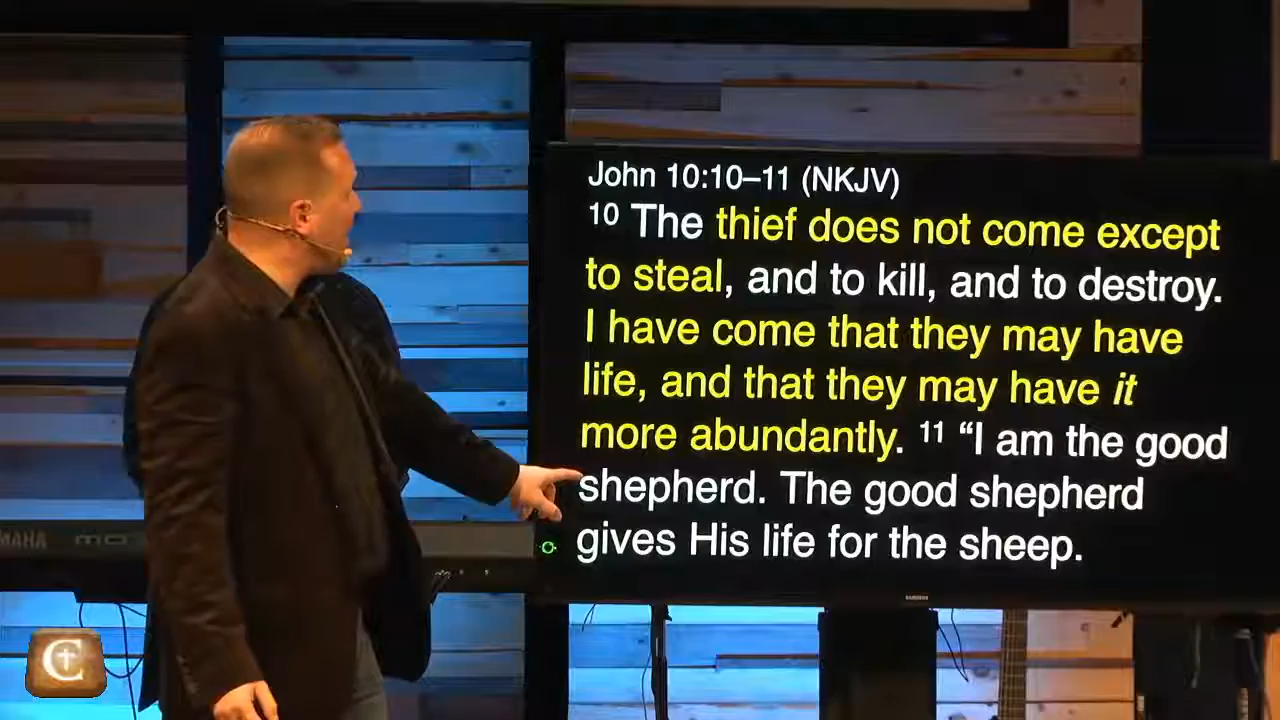 John 10:10–11 (NKJV)
10 The thief does not come except
to steal, and to kill, and to destroy.
I have come that they may have
life, and that they may have it
more abundantly. 11 “I am the good
shepherd. The good shepherd
gives His life for the sheep.
SAMSUNG
YAMAHA
C